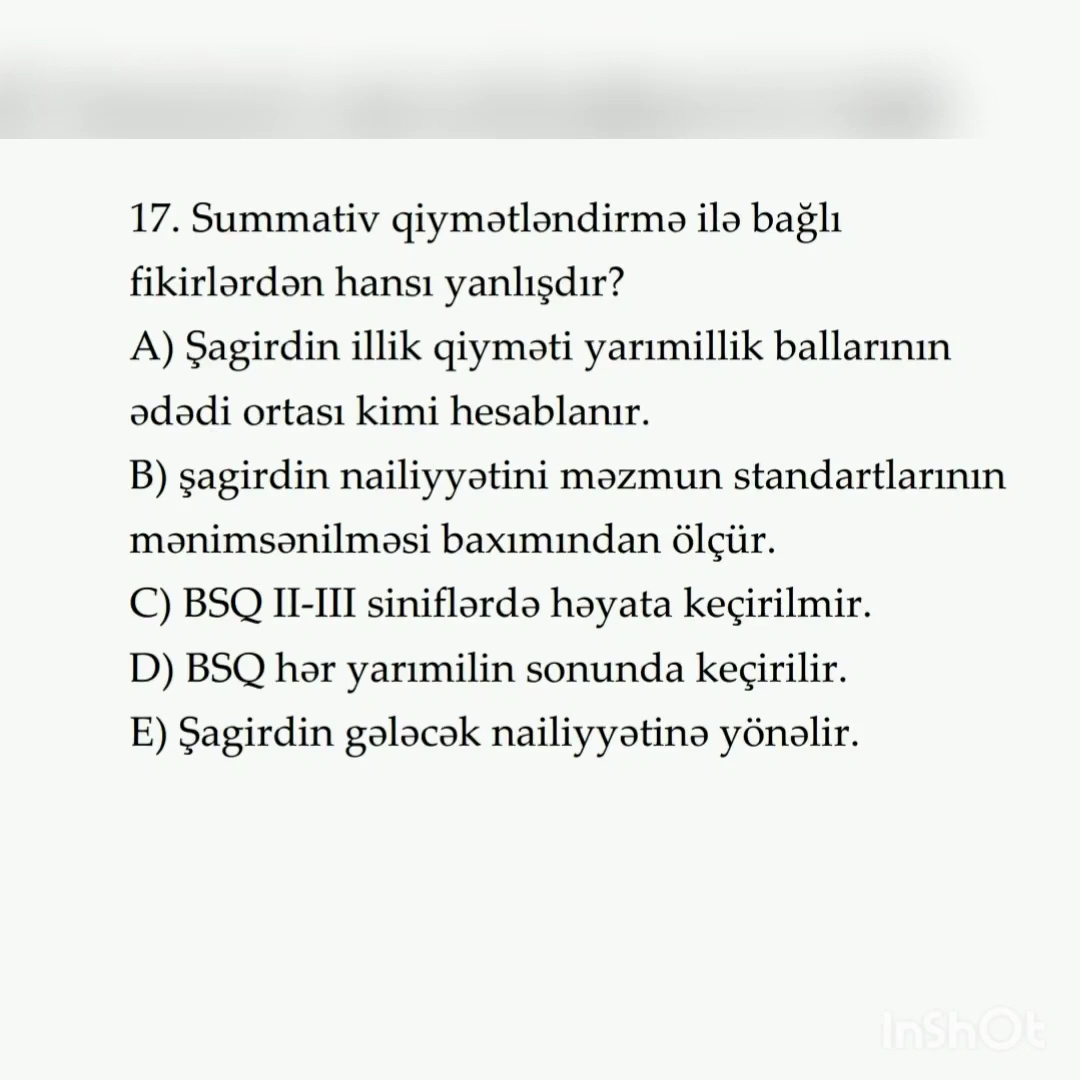 17. Summativ qiymətləndirmə ilə bağlı
fikirlərdən hansı yanlışdır?
A) Şagirdin illik qiyməti yarımillik ballarının
ədədi ortası kimi hesablanır.
B) şagirdin nailiyyətini məzmun standartlarının
mənimsənilməsi baxımından ölçür.
C) BSQ II-III siniflərdə həyata keçirilmir.
D) BSQ hər yarımilin sonunda keçirilir.
E) Şagirdin gələcək nailiyyətinə yönəlir.
InShOt